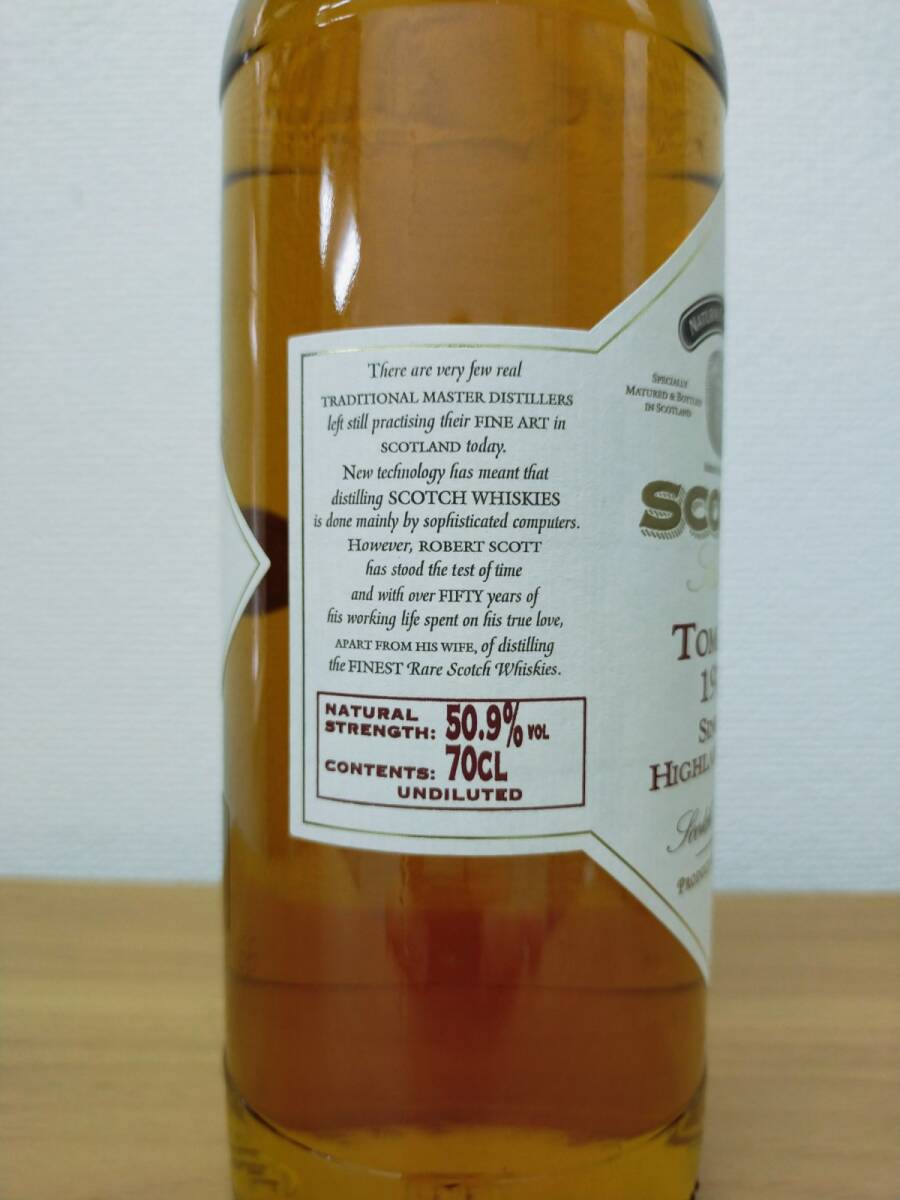 There are very few real
TRADITIONAL MASTER DISTILLERS
left still practising their FINE ART in
SCOTLAND today.
New technology has meant that
distilling SCOTCH WHISKIES
is done mainly by sophisticated computers.
However, ROBERT SCOTT
has stood the test of time
and with over FIFTY years of
his working life spent on his true love,
APART FROM HIS WIFE, of distilling
the FINEST Rare Scotch Whiskies.
NATURAL
STRENGTH: 50.9% VOL
CONTENTS: 70CL
UNDILUTED
SPECIALLY
MATURED & BOTTLED
IN SCOTLAND